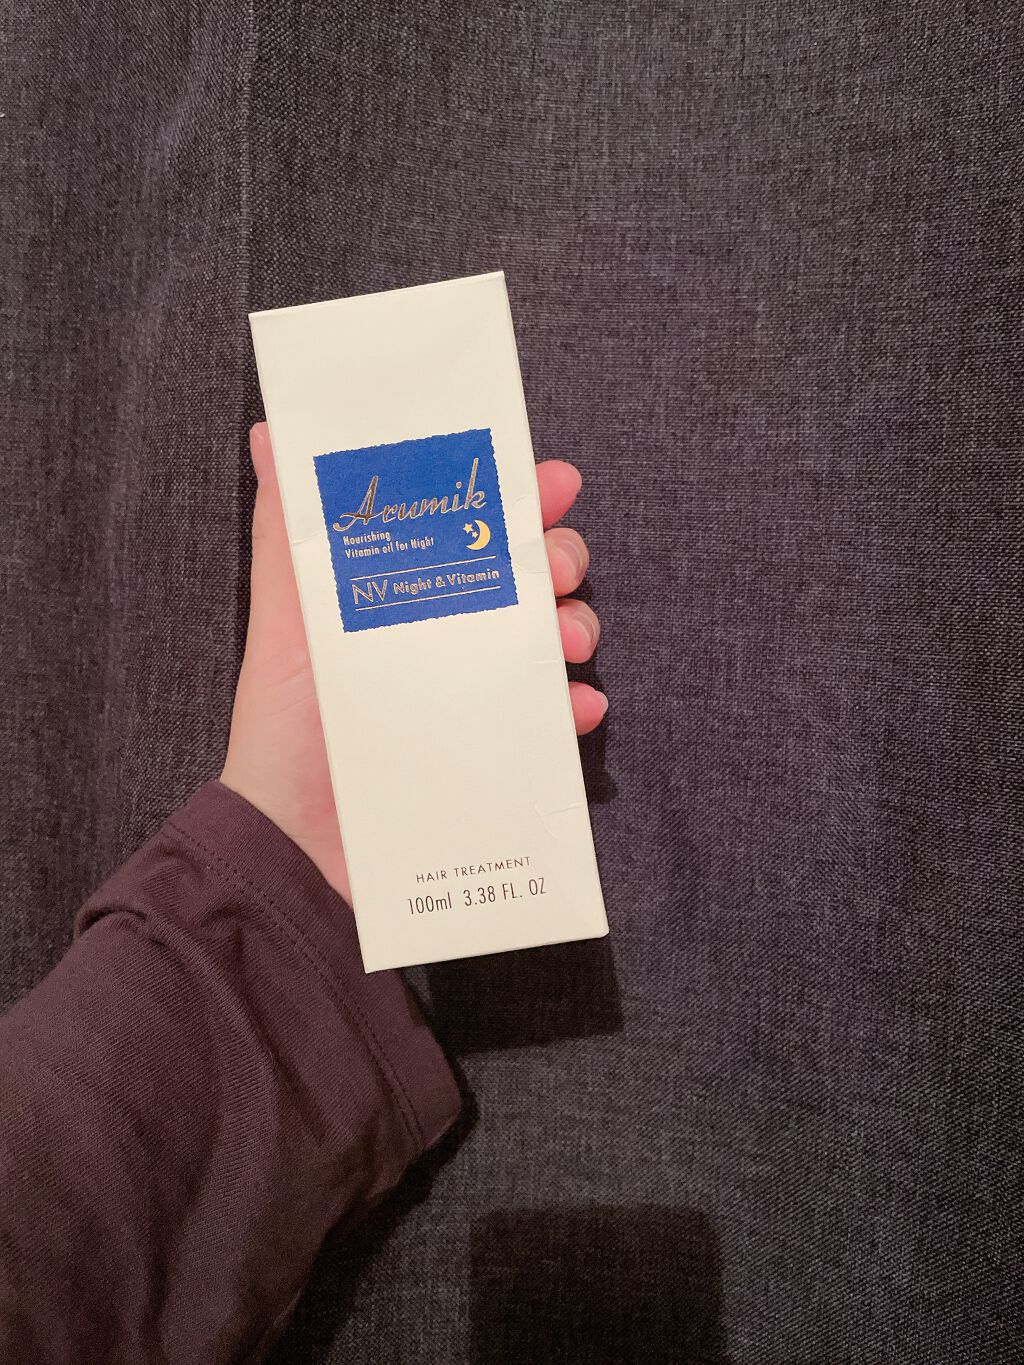 Arumik
Nourishing
Vitamin oil for Night
NV Night & Vitamin
HAIR TREATMENT
100ml 3.38 FL. OZ